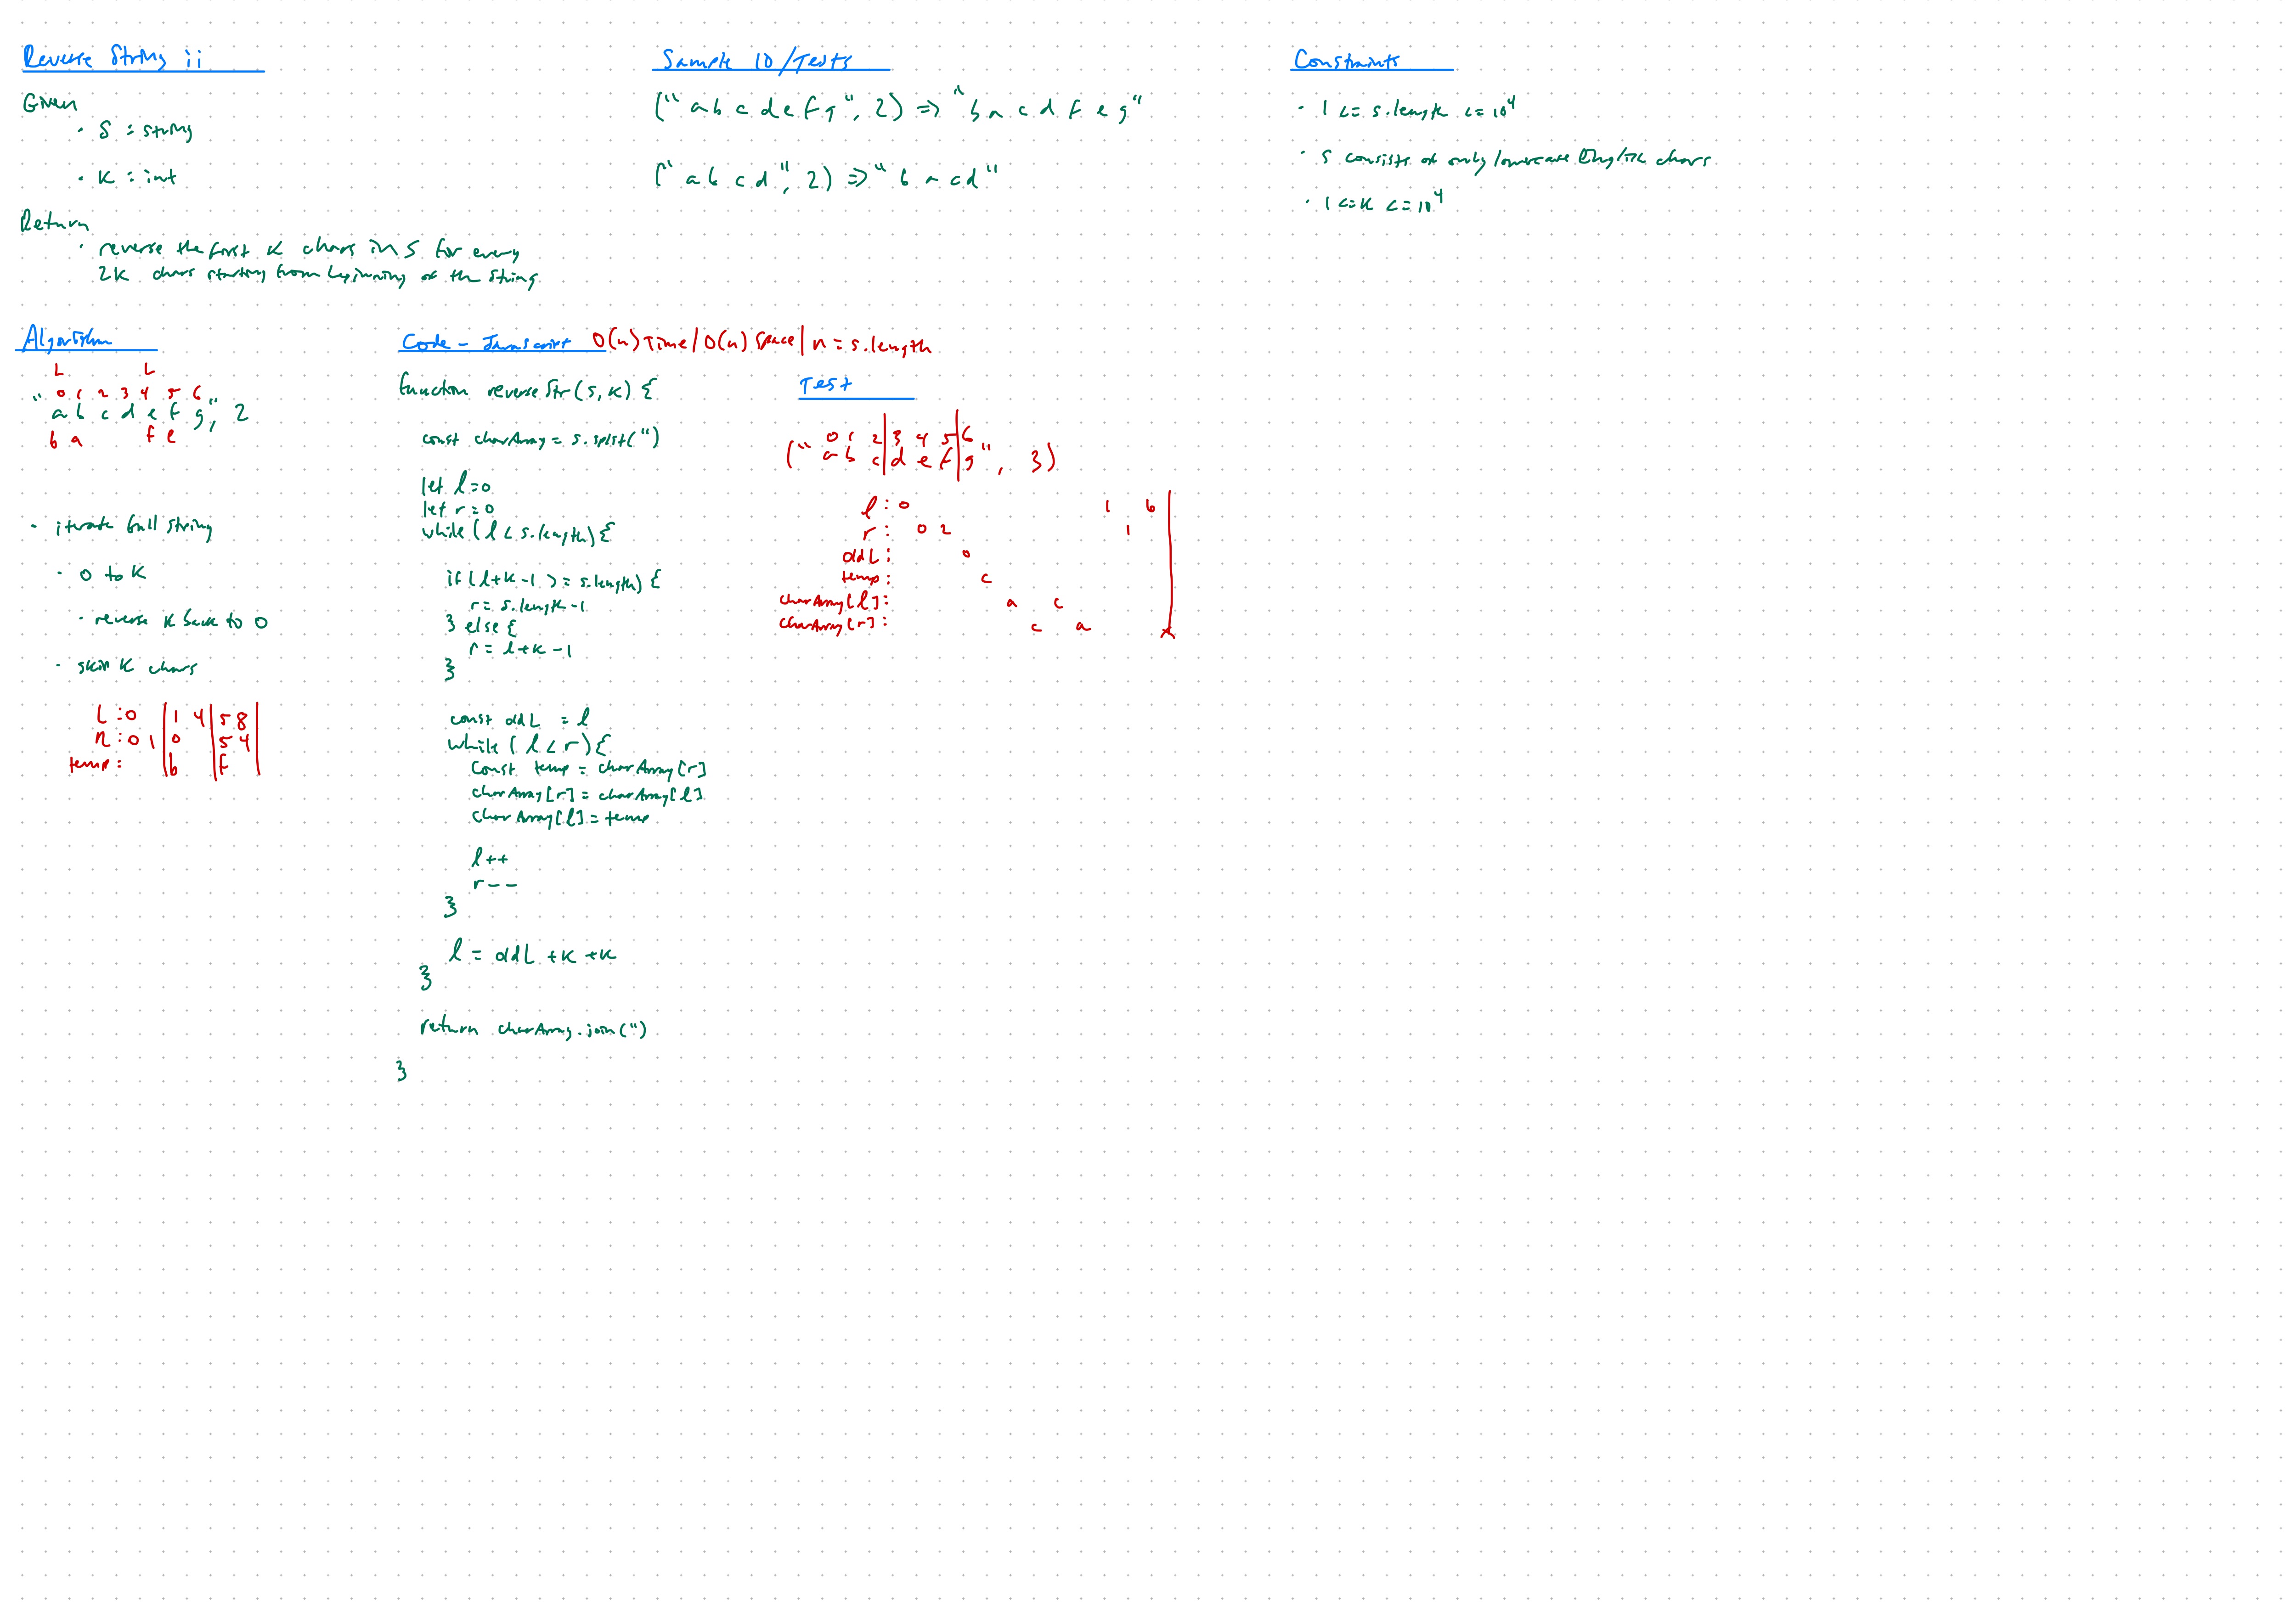 Reverse String ii
Given
· S : string
· K : int
Return
· reverse the first K chars in S for every
2K chars starting from beginning of the string
Sample IO/Tests
("abcdefg", 2) => "bacdfeg"
("abcd", 2) => "bacd"
Constraints
· 1 <= s.length <= 10^4
· S consists of only lowercase English chars
· 1 <= K <= 10^4
Algorithm
L L
0 1 2 3 4 5 6
"a b c d e f g", 2
b a f e
· iterate full string
· 0 to K
· reverse K back to 0
· skip K chars
L : 0 | 1 4 | 5 8 |
R : 0 1 | 0 | 5 4 |
temp: | b | f |
Code - Javascript O(n) Time / O(n) Space | n = s.length
function reverseStr(s, k) {
const charArray = s.split('')
let l = 0
let r = 0
while (l < s.length) {
if (l+k-1 >= s.length) {
r = s.length - 1
} else {
r = l+k-1
}
const oldL = l
while (l < r) {
const temp = charArray[r]
charArray[r] = charArray[l]
charArray[l] = temp
l++
r--
}
l = oldL + k + k
}
return charArray.join('')
}
Test
0 1 2 | 3 4 5 | 6
("a b c | d e f | g", 3)
l : 0 1 6
r : 0 2 1
oldL : 0
temp : c
charArray[l] : a c
charArray[r] : c a x